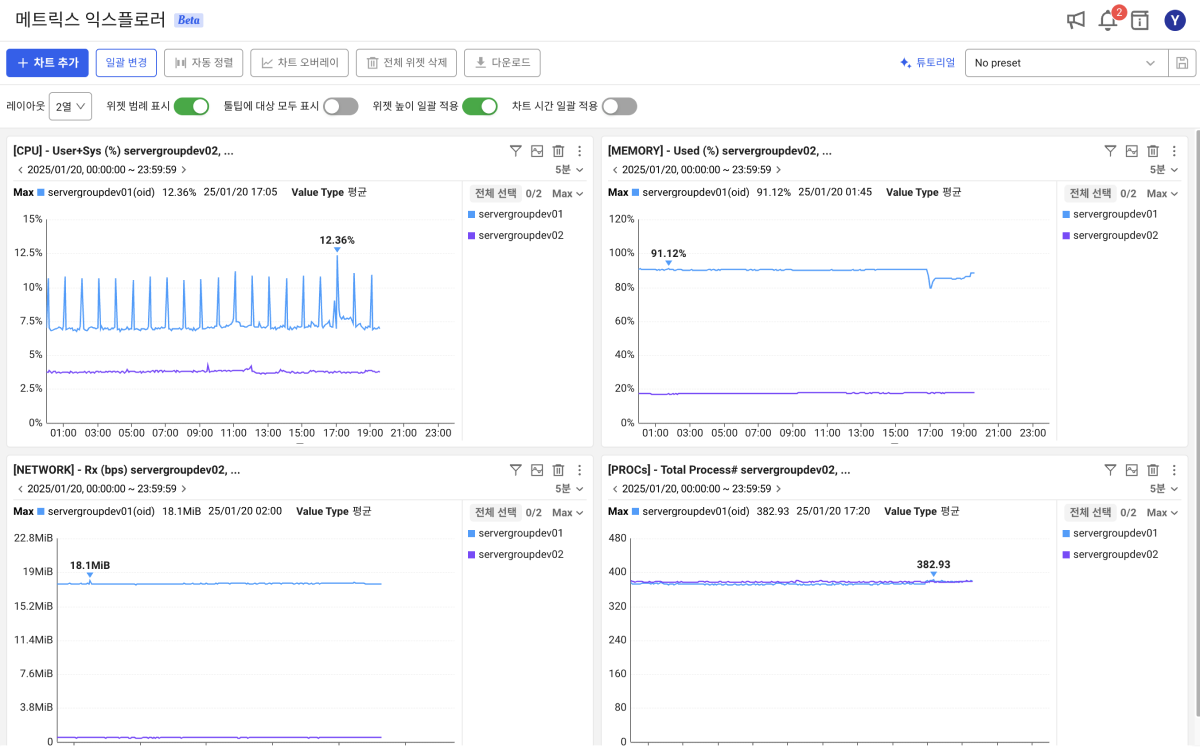 메트릭스 익스플로러 Beta
2
Y
+ 차트 추가
일괄 변경
자동 정렬
차트 오버레이
전체 위젯 삭제
다운로드
튜토리얼
No preset
레이아웃 2열
위젯 범례 표시
툴팁에 대상 모두 표시
위젯 높이 일괄 적용
차트 시간 일괄 적용
[CPU] - User+Sys (%) servergroupdev02, ...
2025/01/20, 00:00:00 ~ 23:59:59
5분
Max servergroupdev01(oid) 12.36% 25/01/20 17:05 Value Type 평균
전체 선택 0/2 Max
servergroupdev01
servergroupdev02
12.36%
15%
12.5%
10%
7.5%
5%
2.5%
0%
01:00 03:00 05:00 07:00 09:00 11:00 13:00 15:00 17:00 19:00 21:00 23:00
[MEMORY] - Used (%) servergroupdev02, ...
2025/01/20, 00:00:00 ~ 23:59:59
5분
Max servergroupdev01(oid) 91.12% 25/01/20 01:45 Value Type 평균
전체 선택 0/2 Max
servergroupdev01
servergroupdev02
91.12%
120%
100%
80%
60%
40%
20%
0%
01:00 03:00 05:00 07:00 09:00 11:00 13:00 15:00 17:00 19:00 21:00 23:00
[NETWORK] - Rx (bps) servergroupdev02, ...
2025/01/20, 00:00:00 ~ 23:59:59
5분
Max servergroupdev01(oid) 18.1MiB 25/01/20 02:00 Value Type 평균
전체 선택 0/2 Max
servergroupdev01
servergroupdev02
18.1MiB
22.8MiB
19MiB
15.2MiB
11.4MiB
7.6MiB
3.8MiB
0
[PROCs] - Total Process# servergroupdev02, ...
2025/01/20, 00:00:00 ~ 23:59:59
5분
Max servergroupdev01(oid) 382.93 25/01/20 17:20 Value Type 평균
전체 선택 0/2 Max
servergroupdev01
servergroupdev02
382.93
480
400
320
240
160
80
0